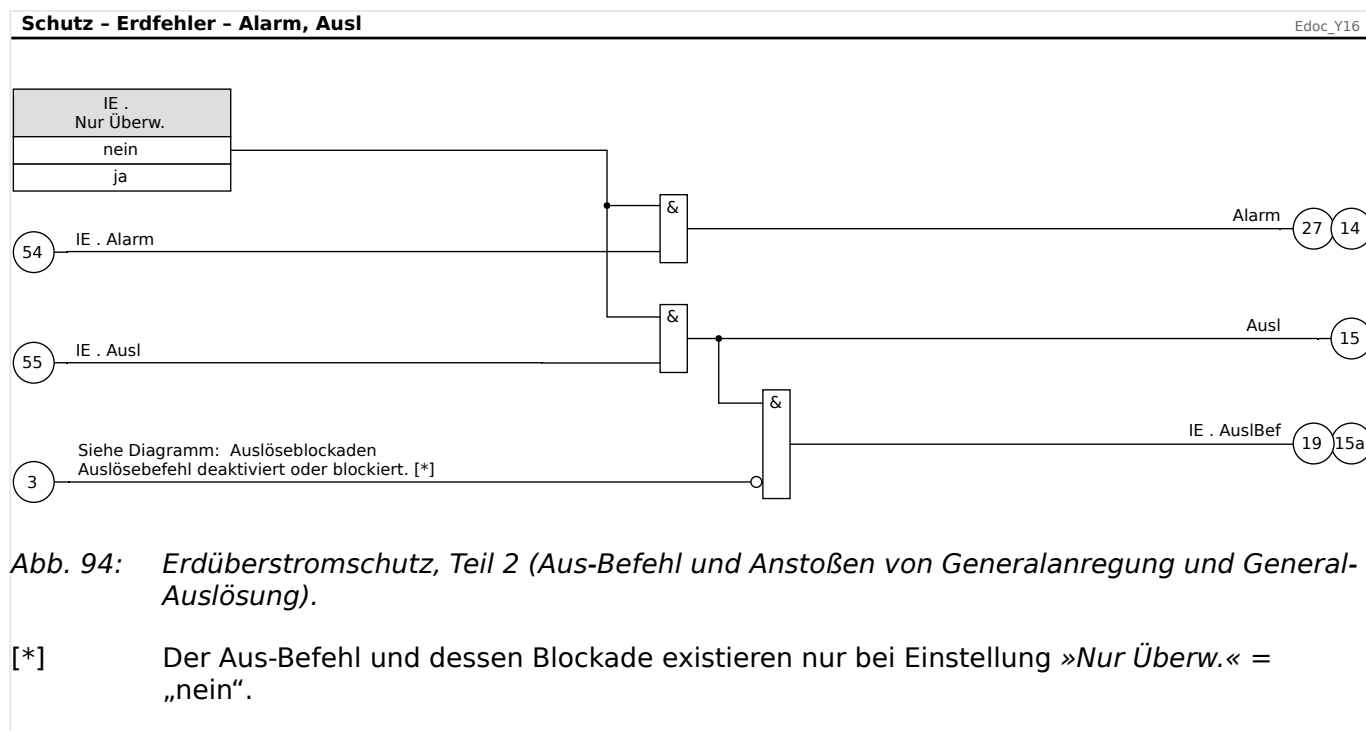 Schutz – Erdfehler – Alarm, Ausl
Edoc_Y16
IE .
Nur Überw.
nein
ja
&
Alarm
27 14
54
IE . Alarm
&
Ausl
15
55
IE . Ausl
&
IE . AuslBef
19 15a
Siehe Diagramm: Auslöseblockaden
Auslösebefehl deaktiviert oder blockiert. [*]
3
Abb. 94: Erdüberstromschutz, Teil 2 (Aus-Befehl und Anstoßen von Generalanregung und General-
Auslösung).
[*] Der Aus-Befehl und dessen Blockade existieren nur bei Einstellung »Nur Überw.« =
„nein“.